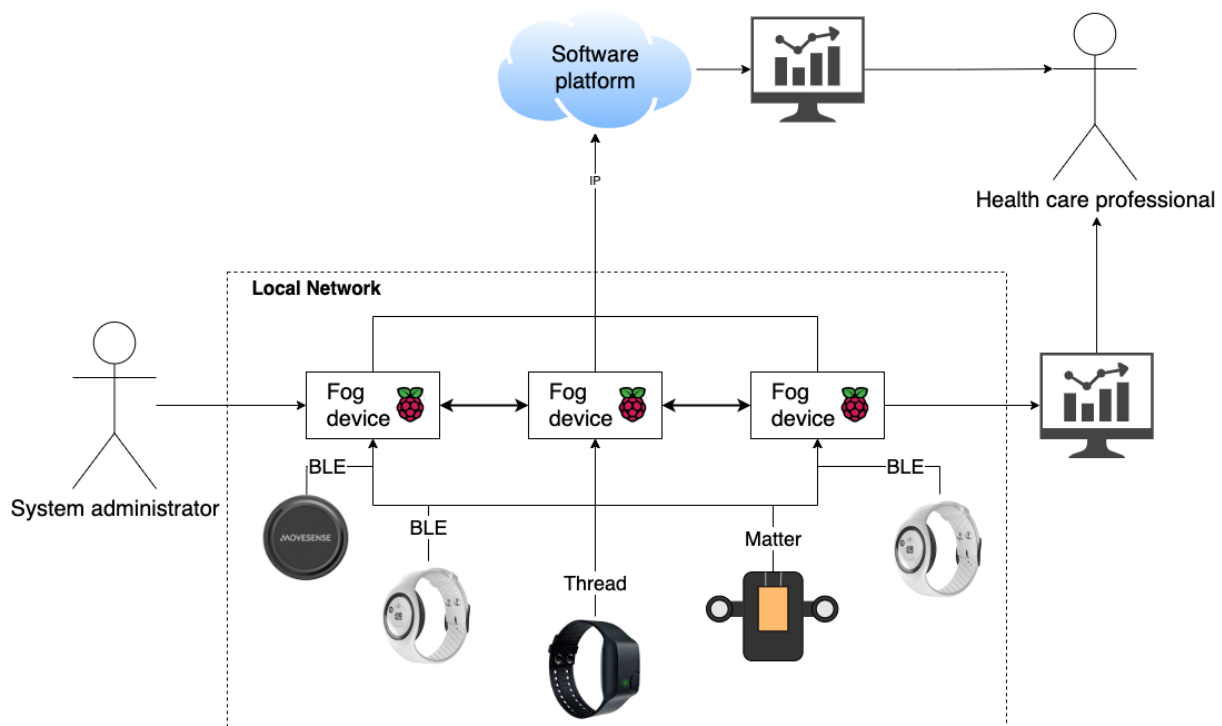 Software
platform
IP
Health care professional
Local Network
Fog
device
Fog
device
Fog
device
System administrator
BLE
BLE
MOVESENSE
BLE
Matter
Thread